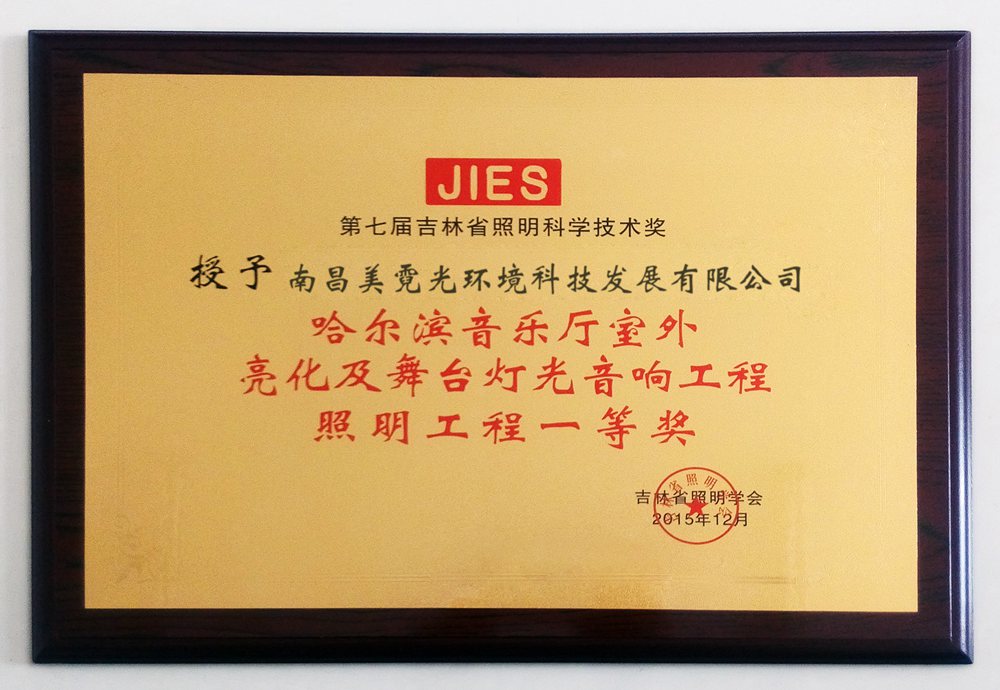 JIES
第七届吉林省照明科学技术奖
授予 南昌美霓光环境科技发展有限公司
哈尔滨音乐厅室外
亮化及舞台灯光音响工程
照明工程一等奖
吉林省照明学会
2015年12月